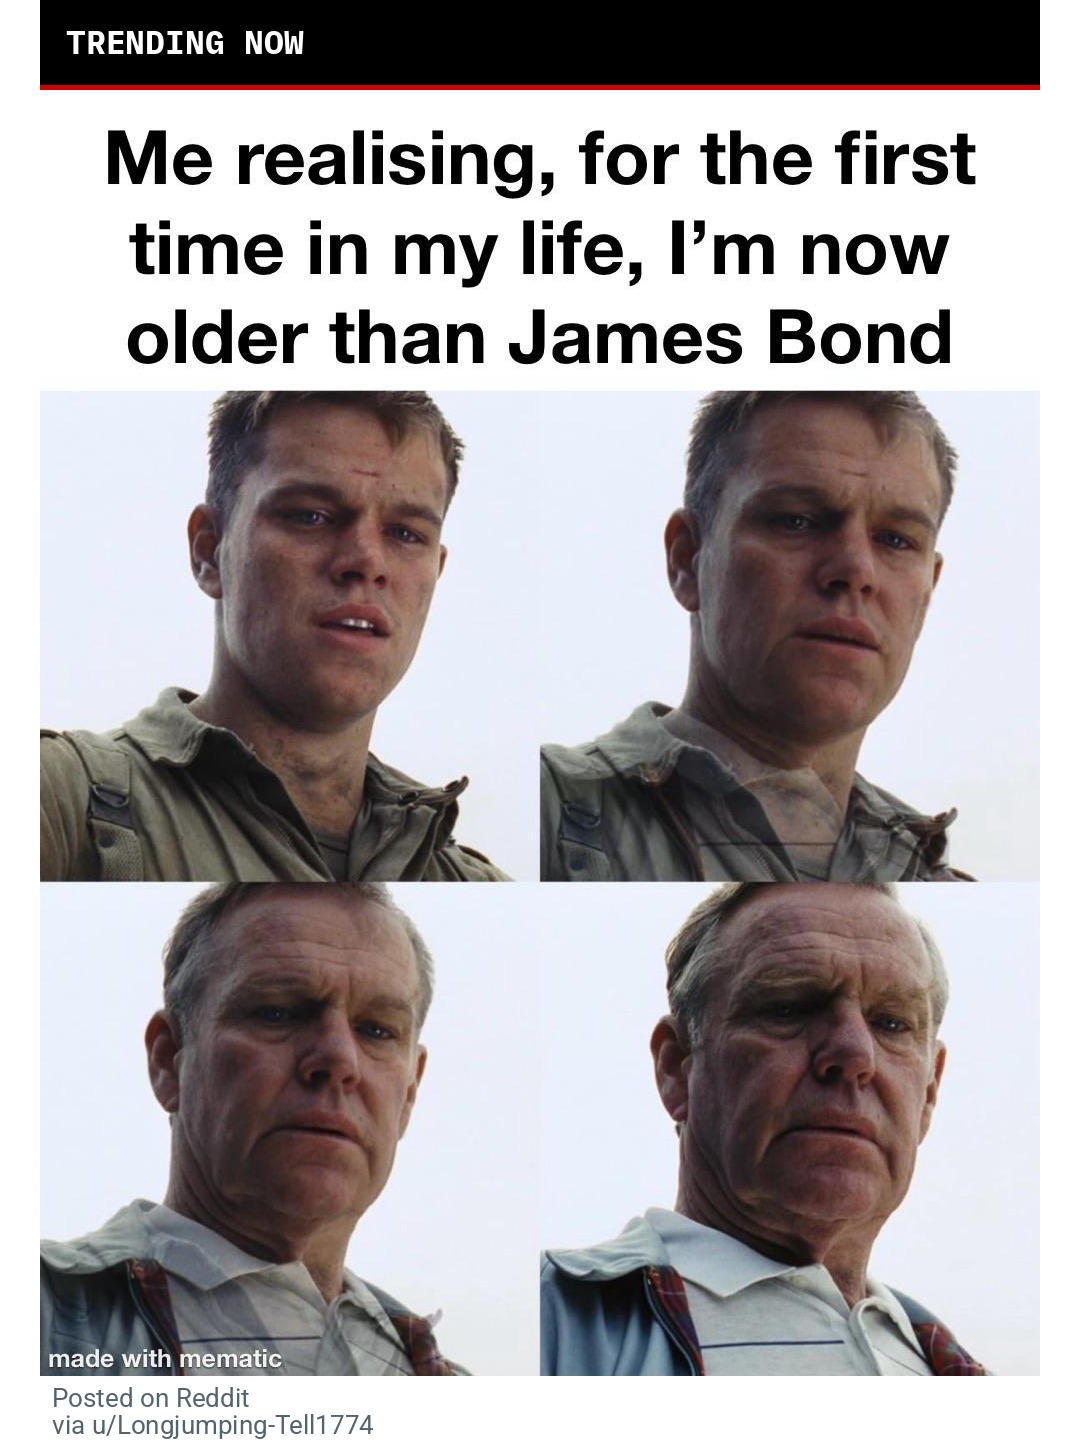 TRENDING NOW
Me realising, for the first
time in my life, I’m now
older than James Bond
made with mematic
Posted on Reddit
via u/Longjumping-Tell1774